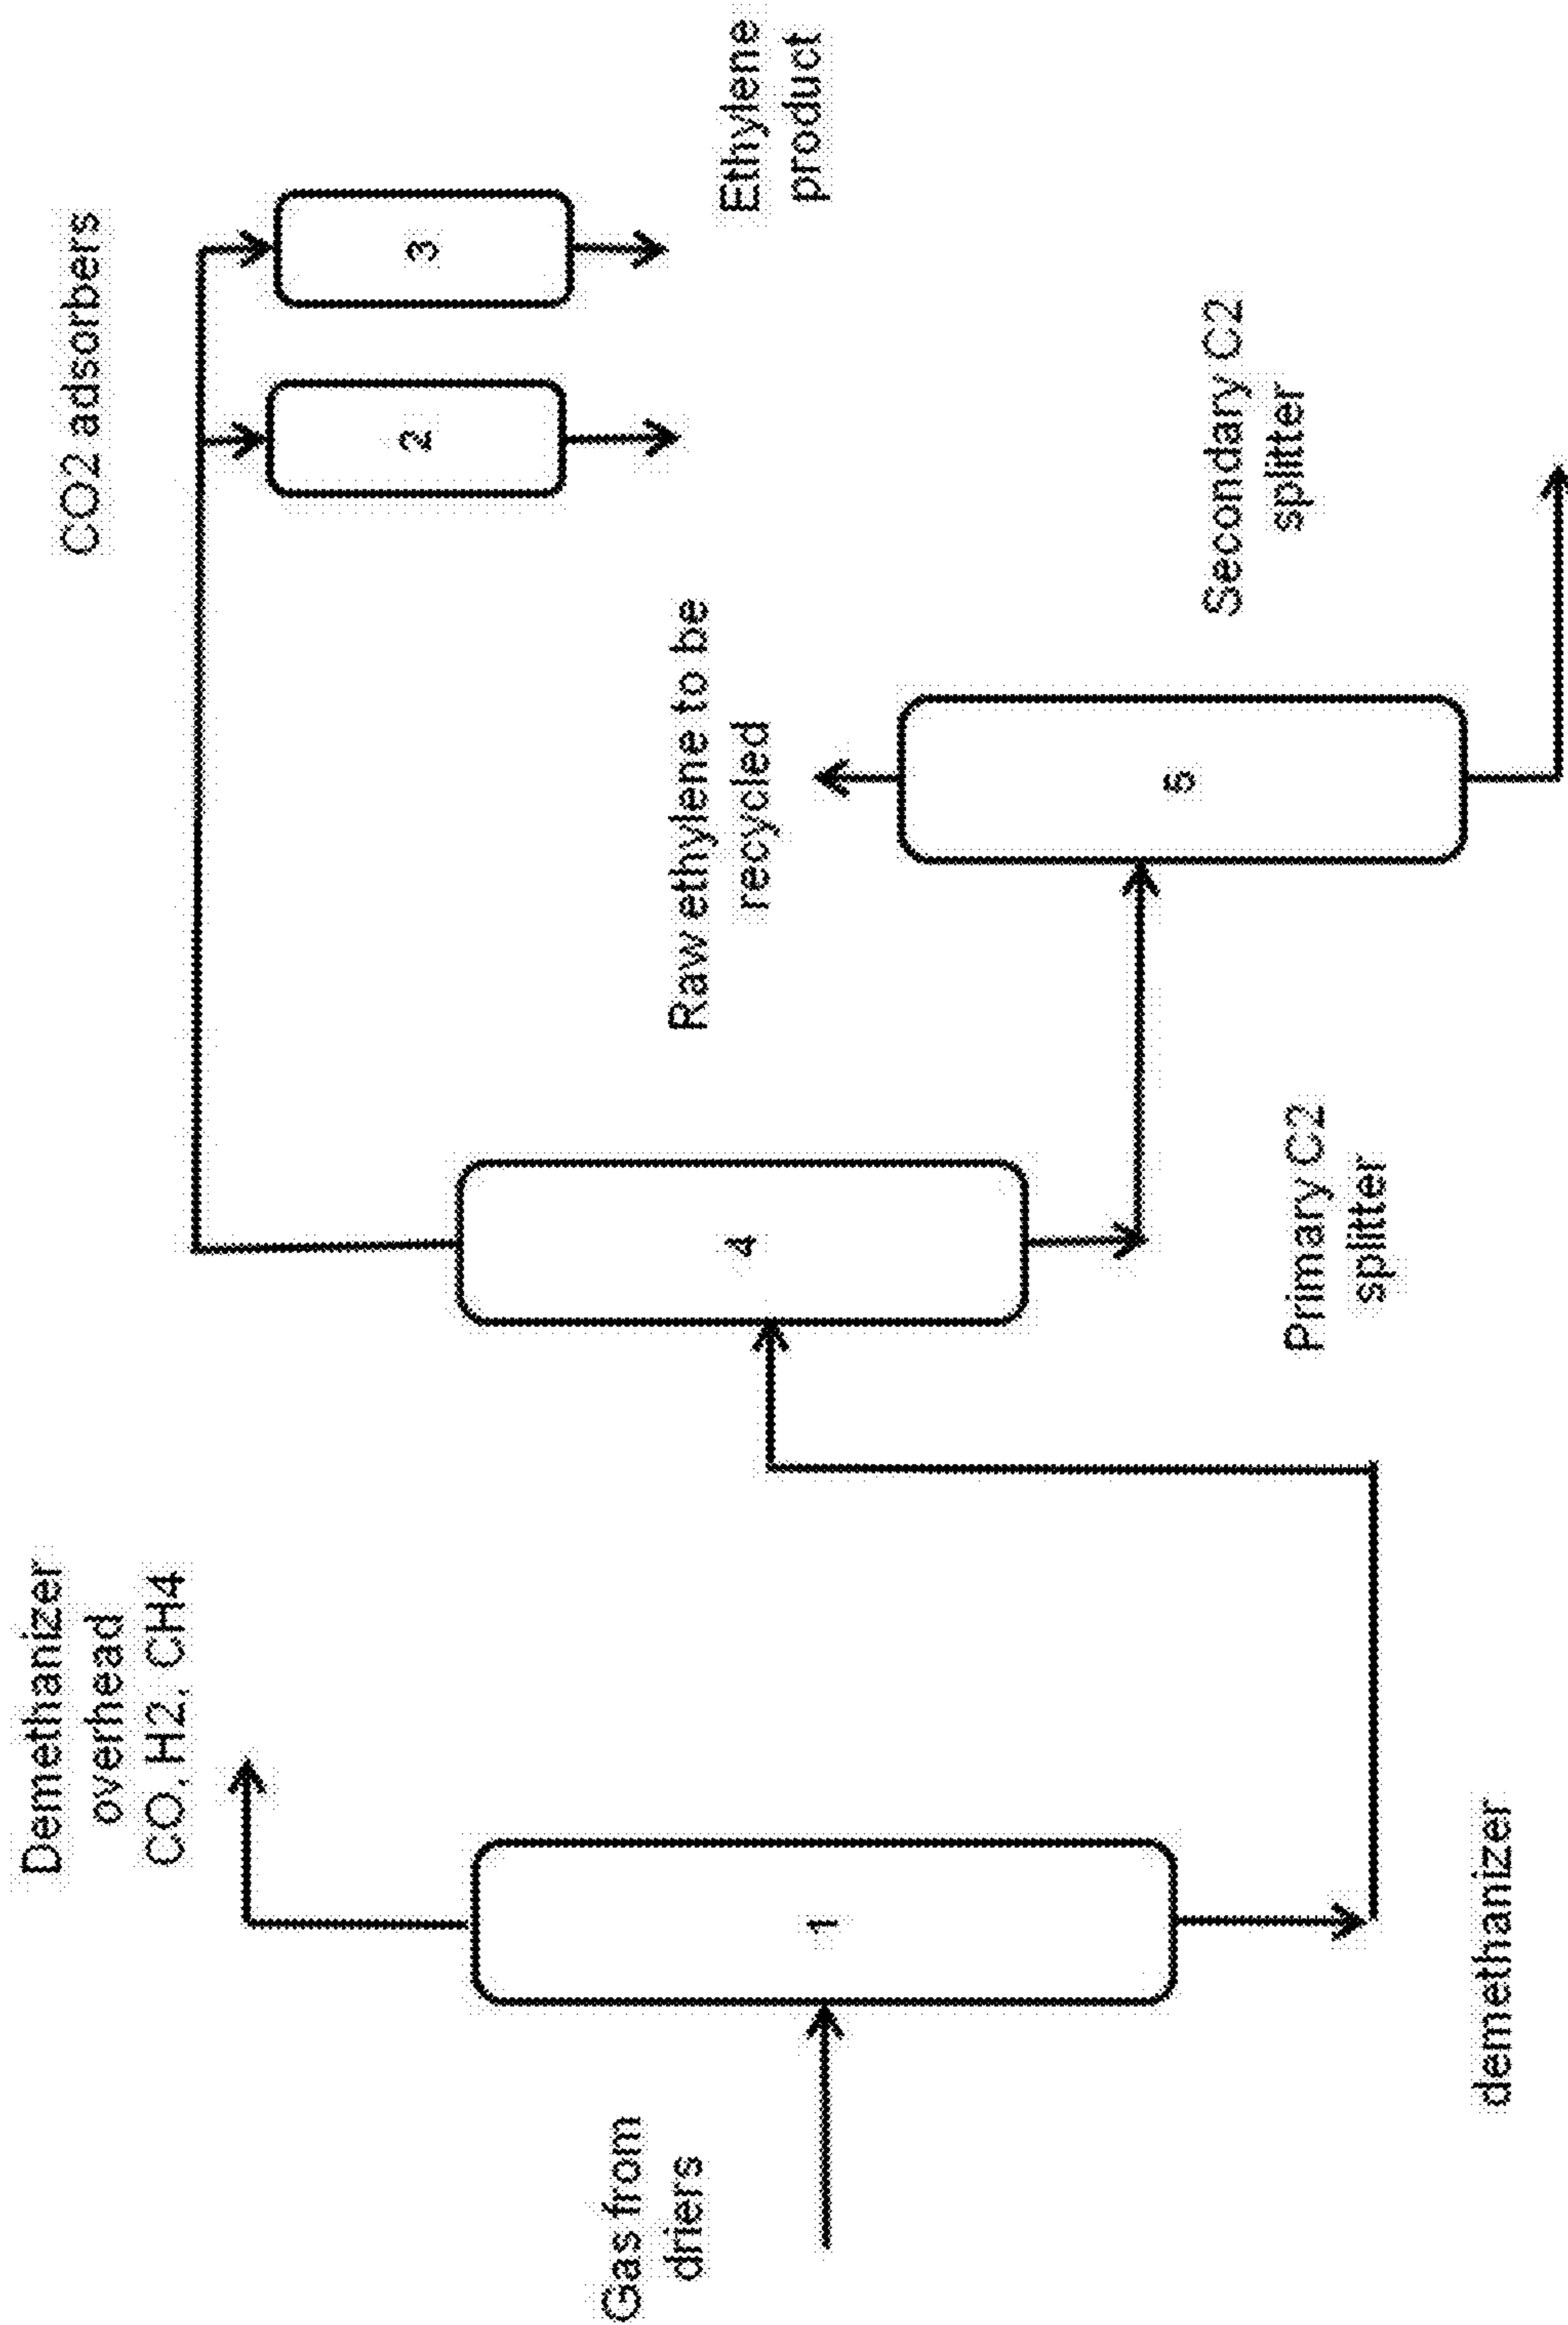 Demethanizer
overhead
CO, H2, CH4
CO2 adsorbers
3
2
Ethylene
product
Gas from
driers
1
4
Raw ethylene to be
recycled
5
demethanizer
Primary C2
splitter
Secondary C2
splitter